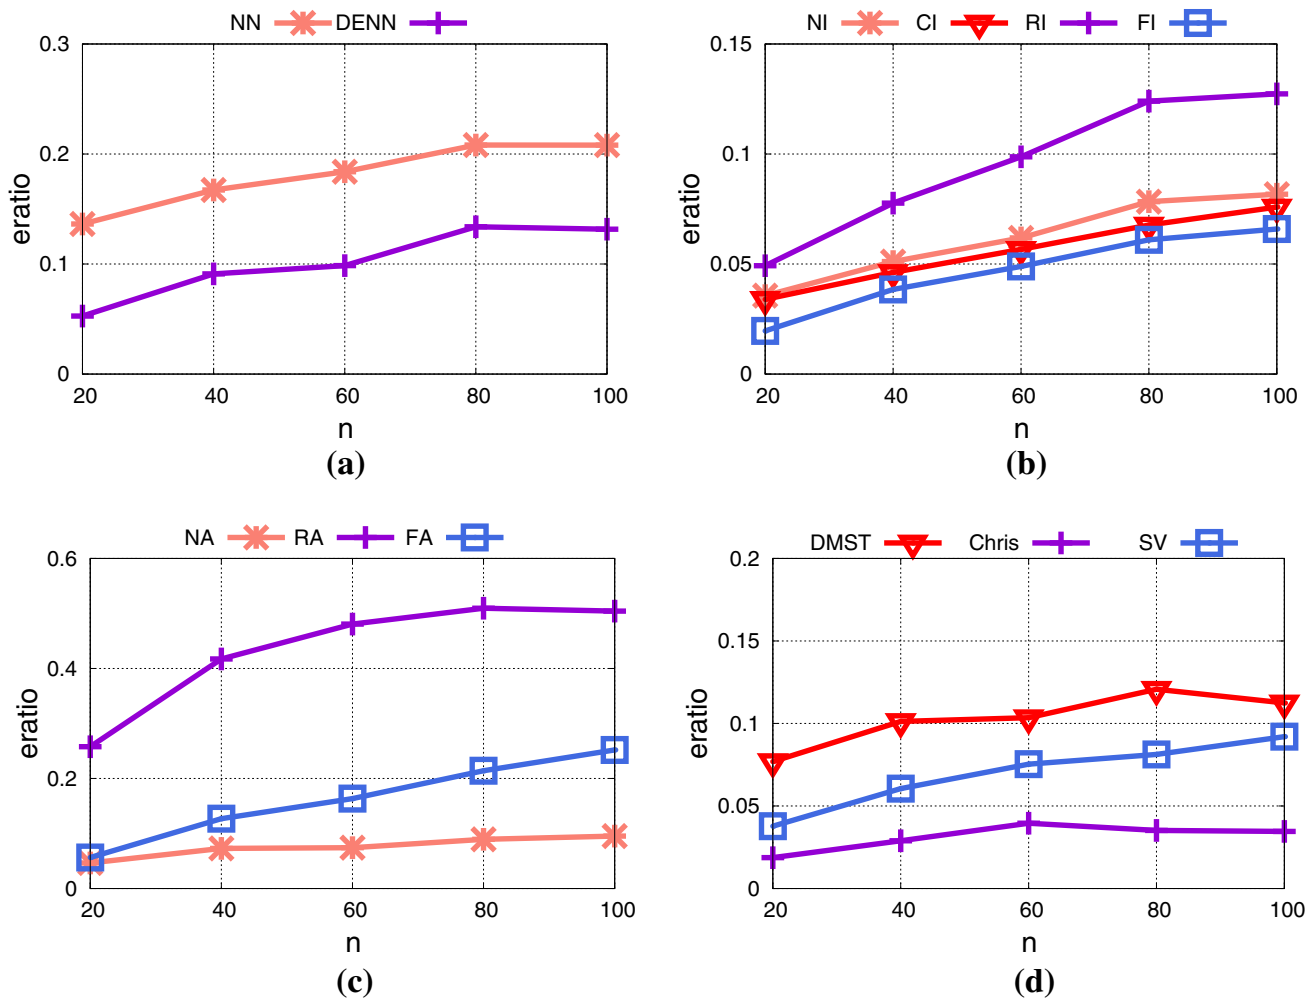 NN DENN
0.3
0.2
0.1
0
eratio
20 40 60 80 100
n
(a)
NI CI RI FI
0.15
0.1
0.05
0
eratio
20 40 60 80 100
n
(b)
NA RA FA
0.6
0.4
0.2
0
eratio
20 40 60 80 100
n
(c)
DMST Chris SV
0.2
0.15
0.1
0.05
0
eratio
20 40 60 80 100
n
(d)